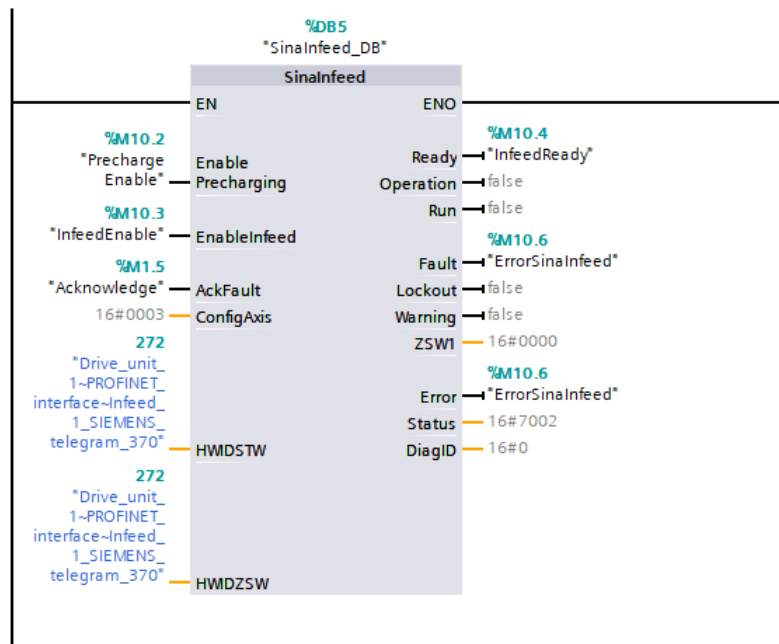 %DB5
"SinaInfeed_DB"
SinaInfeed
EN
ENO
%M10.2
"Precharge
Enable"
Enable
Precharging
%M10.3
"InfeedEnable"
EnableInfeed
%M1.5
"Acknowledge"
AckFault
16#0003
ConfigAxis
272
"Drive_unit_
1~PROFINET_
interface~Infeed_
1_SIEMENS_
telegram_370"
HWIDSTW
272
"Drive_unit_
1~PROFINET_
interface~Infeed_
1_SIEMENS_
telegram_370"
HWIDZSW
%M10.4
Ready
"InfeedReady"
Operation
false
Run
false
%M10.6
Fault
"ErrorSinaInfeed"
Lockout
false
Warning
false
ZSW1
16#0000
%M10.6
Error
"ErrorSinaInfeed"
Status
16#7002
DiagID
16#0